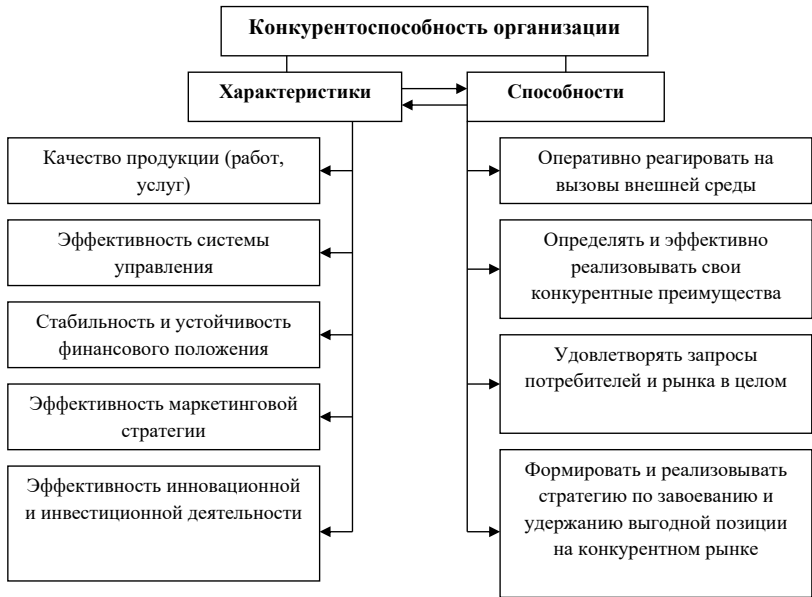 Конкурентоспособность организации
Характеристики
Способности
Качество продукции (работ,
услуг)
Эффективность системы
управления
Стабильность и устойчивость
финансового положения
Эффективность маркетинговой
стратегии
Эффективность инновационной
и инвестиционной деятельности
Оперативно реагировать на
вызовы внешней среды
Определять и эффективно
реализовывать свои
конкурентные преимущества
Удовлетворять запросы
потребителей и рынка в целом
Формировать и реализовывать
стратегию по завоеванию и
удержанию выгодной позиции
на конкурентном рынке